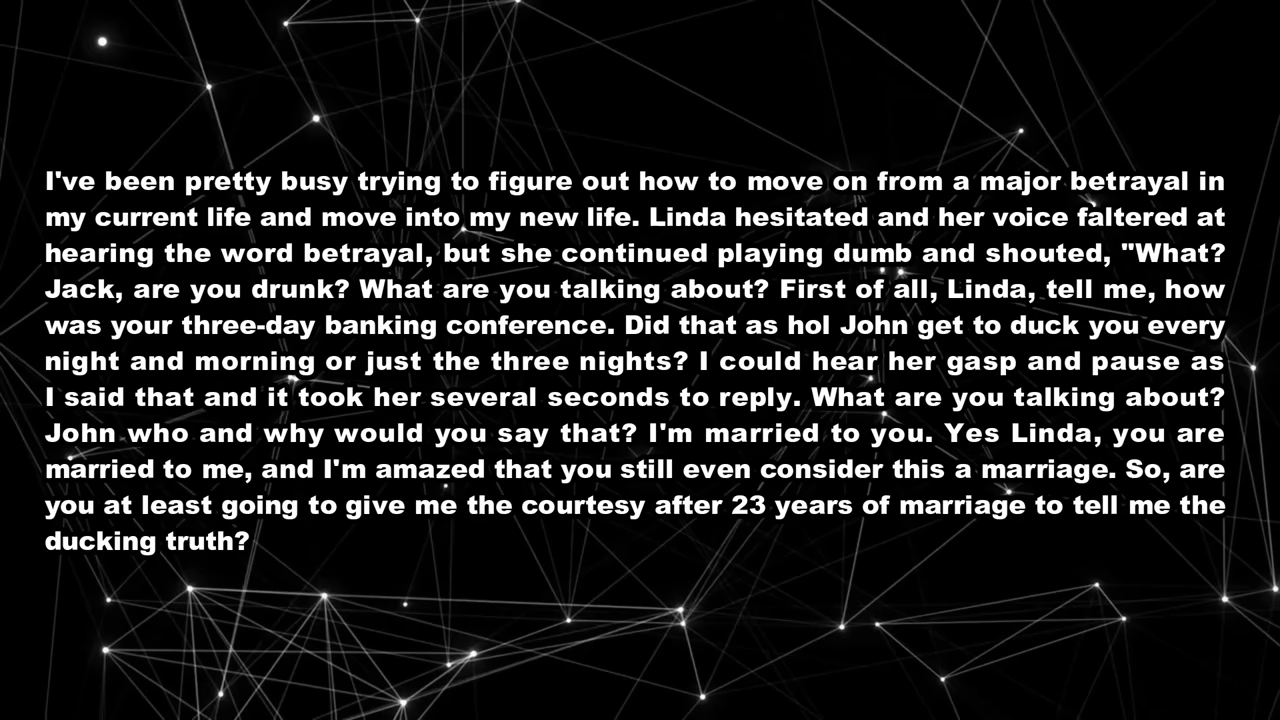 I've been pretty busy trying to figure out how to move on from a major betrayal in
my current life and move into my new life. Linda hesitated and her voice faltered at
hearing the word betrayal, but she continued playing dumb and shouted, "What?
Jack, are you drunk? What are you talking about? First of all, Linda, tell me, how
was your three-day banking conference. Did that as hol John get to duck you every
night and morning or just the three nights? I could hear her gasp and pause as
I said that and it took her several seconds to reply. What are you talking about?
John who and why would you say that? I'm married to you. Yes Linda, you are
married to me, and I'm amazed that you still even consider this a marriage. So, are
you at least going to give me the courtesy after 23 years of marriage to tell me the
ducking truth?